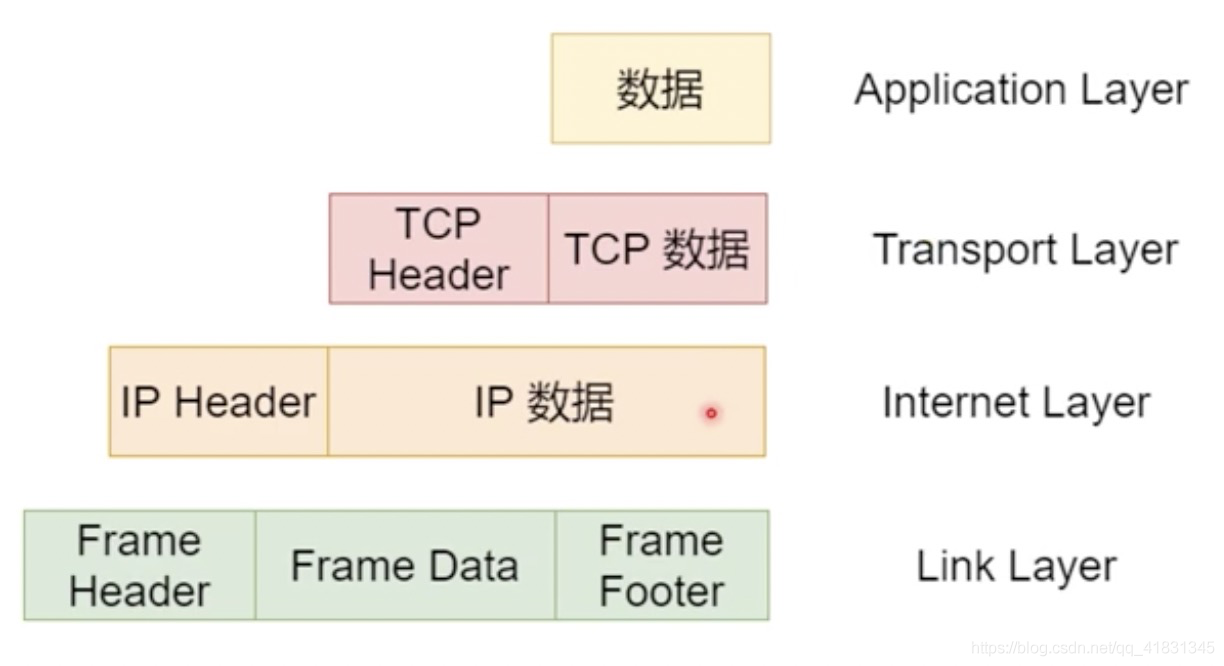 数据
Application Layer
TCP
Header
TCP 数据
Transport Layer
IP Header
IP 数据
Internet Layer
Frame
Header
Frame Data
Frame
Footer
Link Layer
https://blog.csdn.net/qq_41831345